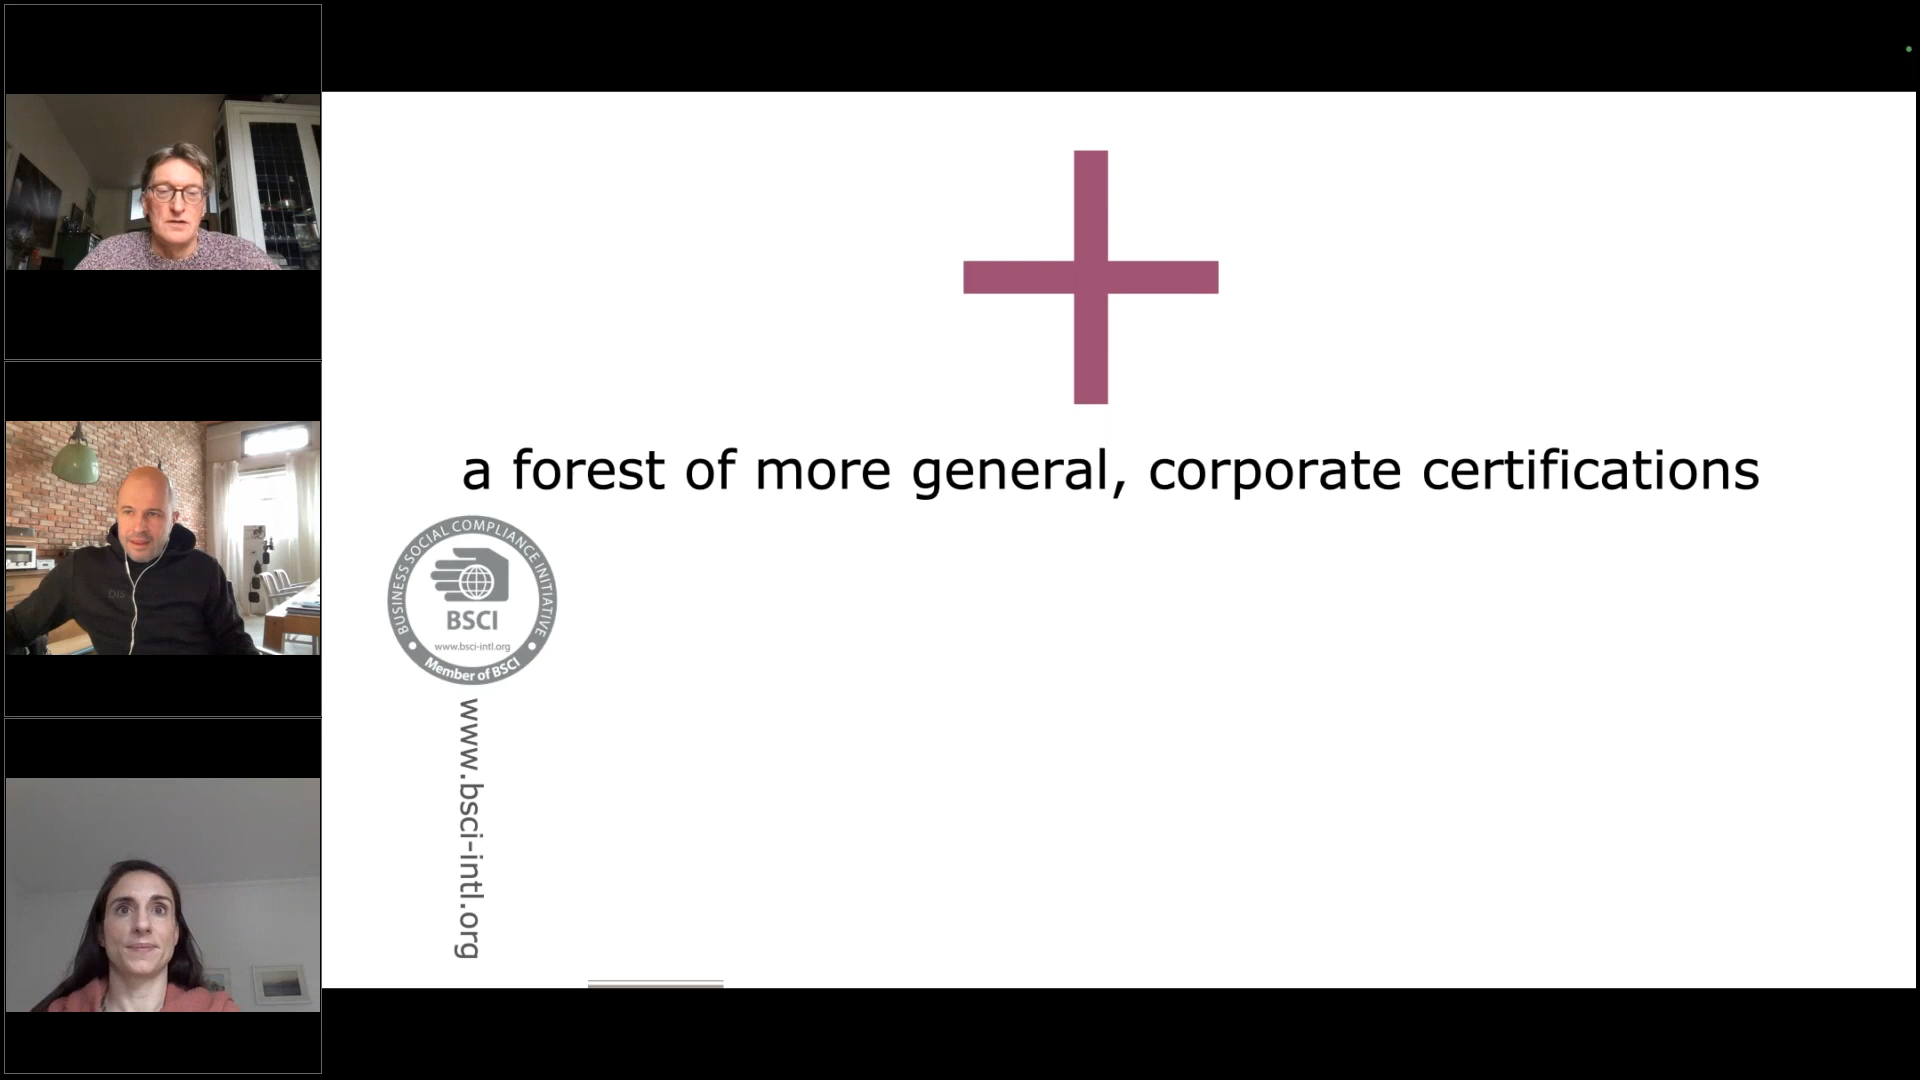 a forest of more general, corporate certifications
BUSINESS SOCIAL COMPLIANCE INITIATIVE
BSCI
www.bsci-intl.org
Member of BSCI
www.bsci-intl.org
DIS